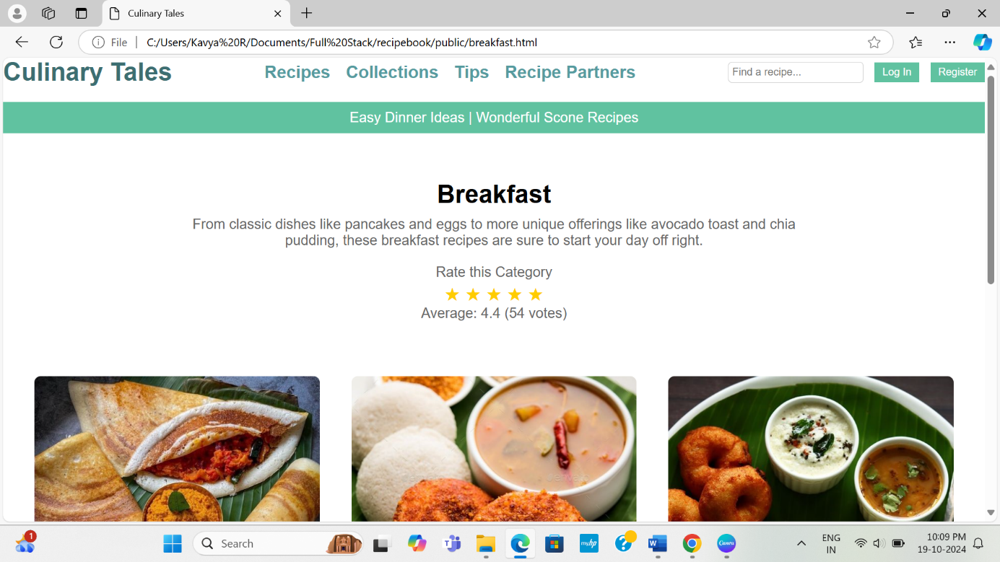 Culinary Tales
File
C:/Users/Kavya%20R/Documents/Full%20Stack/recipebook/public/breakfast.html
Culinary Tales
Recipes Collections Tips Recipe Partners
Find a recipe...
Log In
Register
Easy Dinner Ideas | Wonderful Scone Recipes
Breakfast
From classic dishes like pancakes and eggs to more unique offerings like avocado toast and chia
pudding, these breakfast recipes are sure to start your day off right.
Rate this Category
Average: 4.4 (54 votes)
1
Search
myhp
Canva
ENG
IN
10:09 PM
19-10-2024